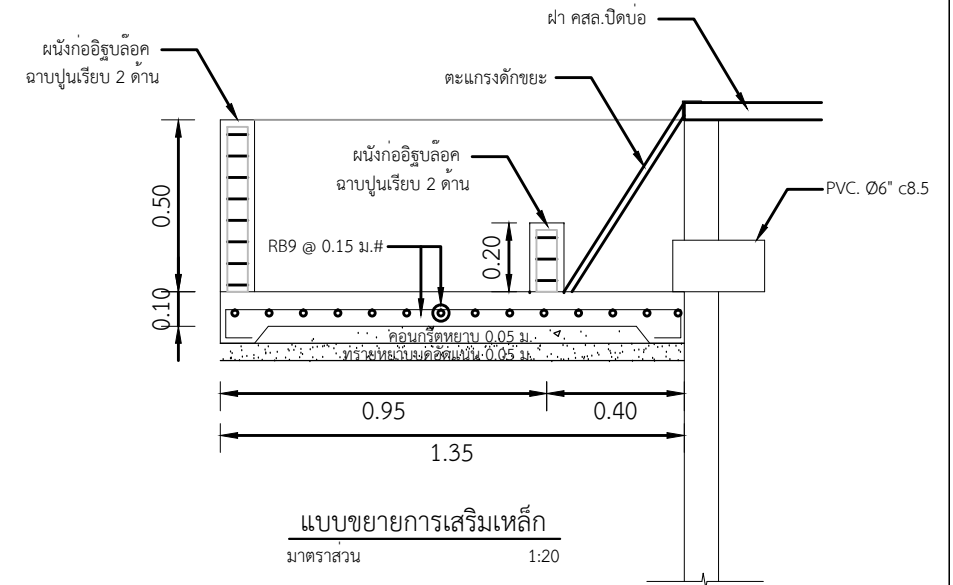 ฝา คสล.ปิดบ่อ
ผนังก่ออิฐบล๊อค
ฉาบปูนเรียบ 2 ด้าน
ตะแกรงดักขยะ
ผนังก่ออิฐบล๊อค
ฉาบปูนเรียบ 2 ด้าน
PVC. Ø6" c8.5
0.50
RB9 @ 0.15 ม.#
0.20
0.10
คอนกรีตหยาบ 0.05 ม.
ทรายหยาบบดอัดแน่น 0.05 ม.
0.95
0.40
1.35
แบบขยายการเสริมเหล็ก
มาตราส่วน 1:20